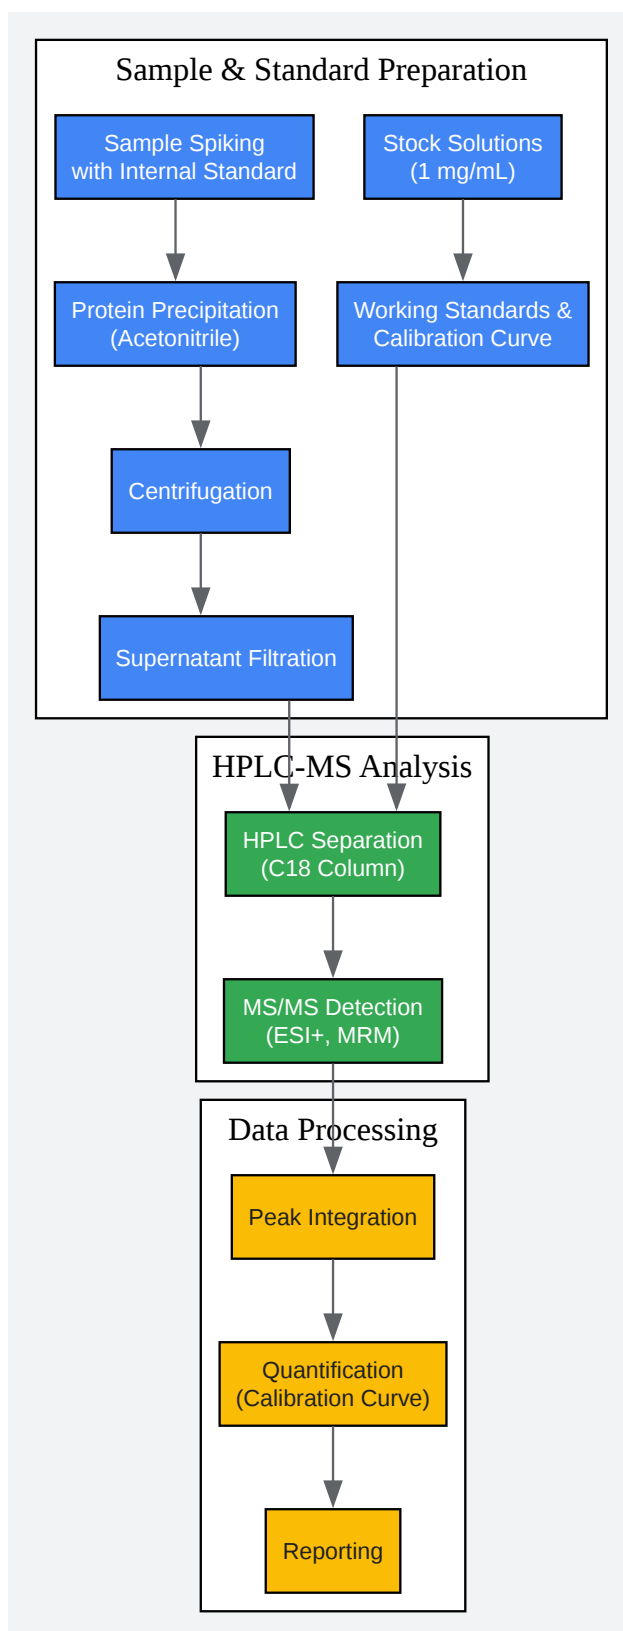 Sample & Standard Preparation
Sample Spiking
with Internal Standard
Stock Solutions
(1 mg/mL)
Protein Precipitation
(Acetonitrile)
Working Standards &
Calibration Curve
Centrifugation
Supernatant Filtration
HPLC-MS Analysis
HPLC Separation
(C18 Column)
MS/MS Detection
(ESI+, MRM)
Data Processing
Peak Integration
Quantification
(Calibration Curve)
Reporting